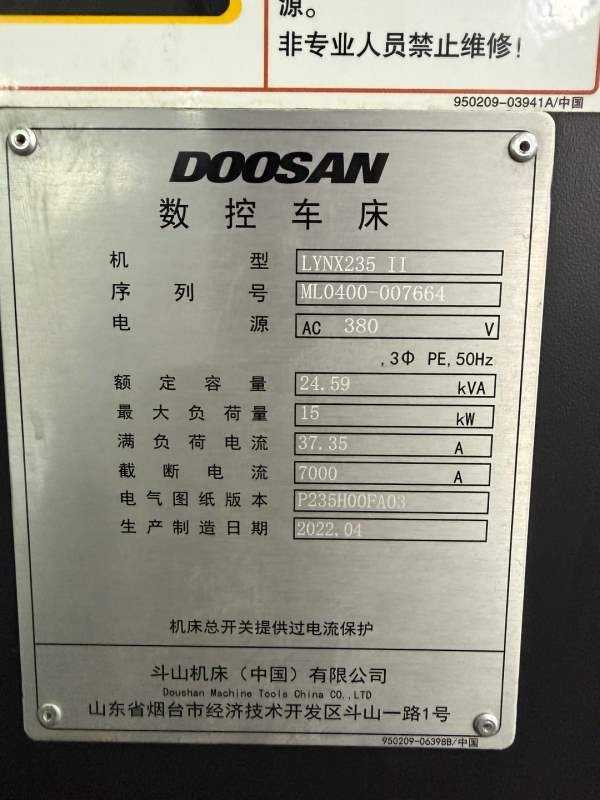 源。
非专业人员禁止维修！
950209-03941A/中国
DOOSAN
数控车床
机型 LYNX235 II
序列号 ML0400-007664
电源 AC 380 V
,3Φ PE,50Hz
额定容量 24.59 kVA
最大负荷量 15 kW
满负荷电流 37.35 A
截断电流 7000 A
电气图纸版本 P235H00FA03
生产制造日期 2022.04
机床总开关提供过电流保护
斗山机床（中国）有限公司
Doushan Machine Tools China CO.,LTD
山东省烟台市经济技术开发区斗山一路1号
950209-06398B/中国